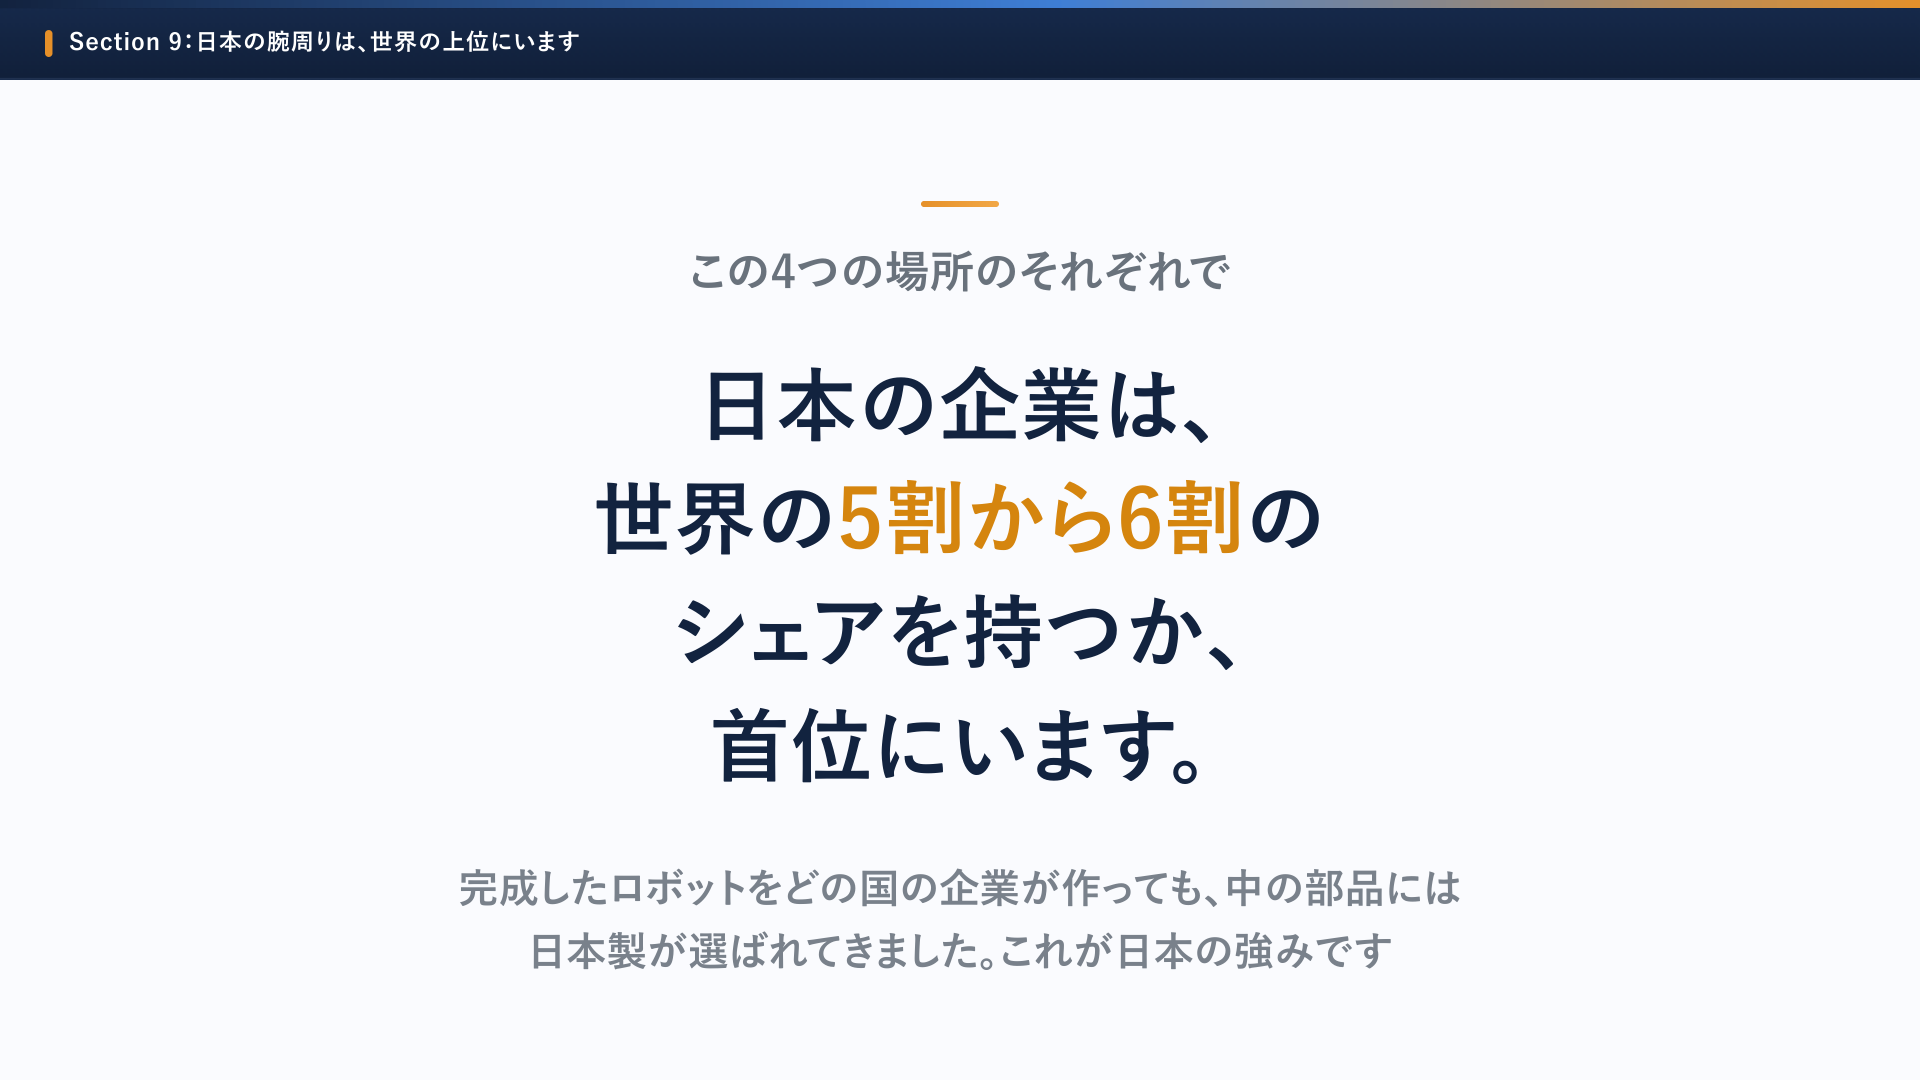 Section 9：日本の腕周りは、世界の上位にいます
この4つの場所のそれぞれで
日本の企業は、
世界の5割から6割の
シェアを持つか、
首位にいます。
完成したロボットをどの国の企業が作っても、中の部品には
日本製が選ばれてきました。これが日本の強みです